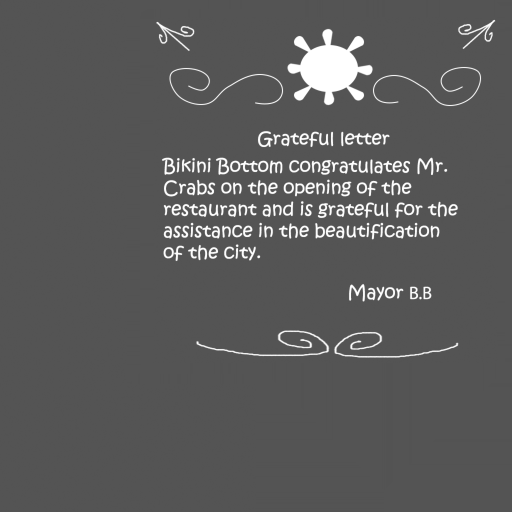 Grateful letter
Bikini Bottom congratulates Mr.
Crabs on the opening of the
restaurant and is grateful for the
assistance in the beautification
of the city.
Mayor B.B